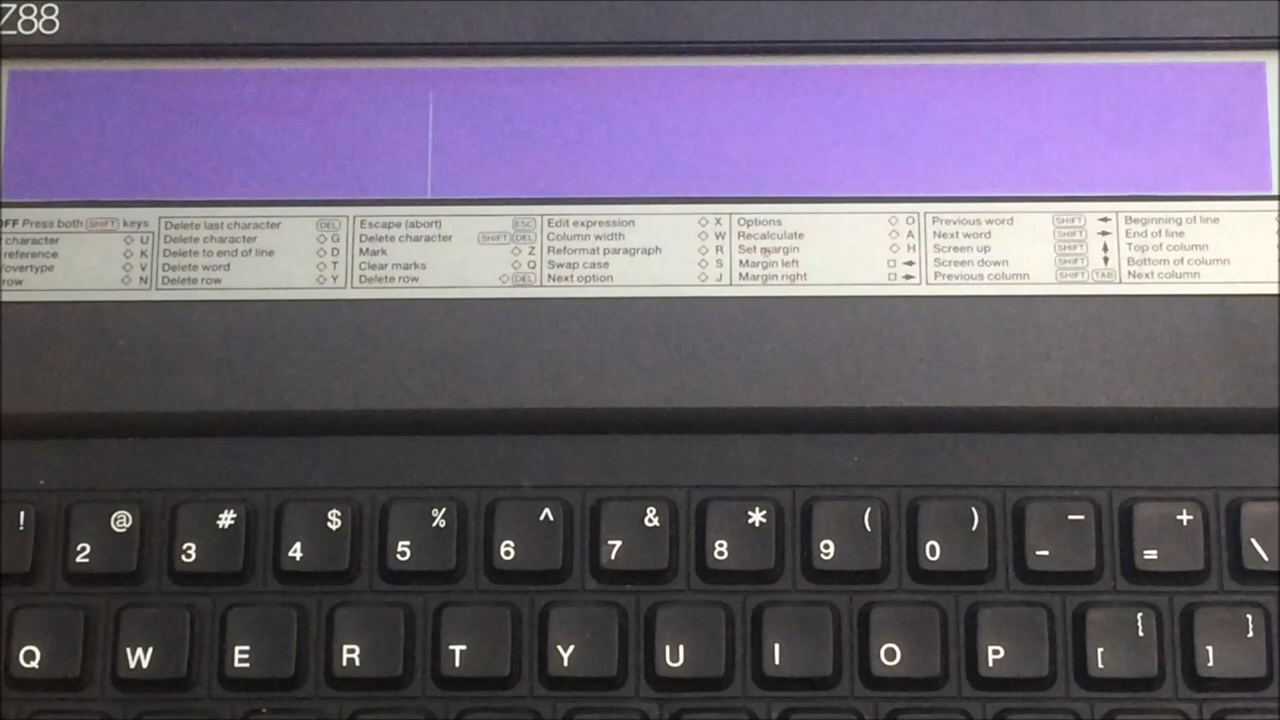 Z88
OFF Press both SHIFT keys
character ◇ U
reference ◇ K
/overtype ◇ V
row ◇ N
Delete last character DEL
Delete character ◇ G
Delete to end of line ◇ D
Delete word ◇ T
Delete row ◇ Y
Escape (abort) ESC
Delete character SHIFT DEL
Mark ◇ Z
Clear marks ◇ Q
Delete row ◇ DEL
Edit expression ◇ X
Column width ◇ W
Reformat paragraph ◇ R
Swap case ◇ S
Next option ◇ J
Options ◇ O
Recalculate ◇ A
Set margin ◇ H
Margin left □ ←
Margin right □ →
Previous word SHIFT ←
Next word SHIFT →
Screen up SHIFT ↑
Screen down SHIFT ↓
Previous column SHIFT TAB
Beginning of line
End of line
Top of column
Bottom of column
Next column
! @ # $ % ^ & * ( ) − +
2 3 4 5 6 7 8 9 0 - = \
{ }
Q W E R T Y U I O P [ ]